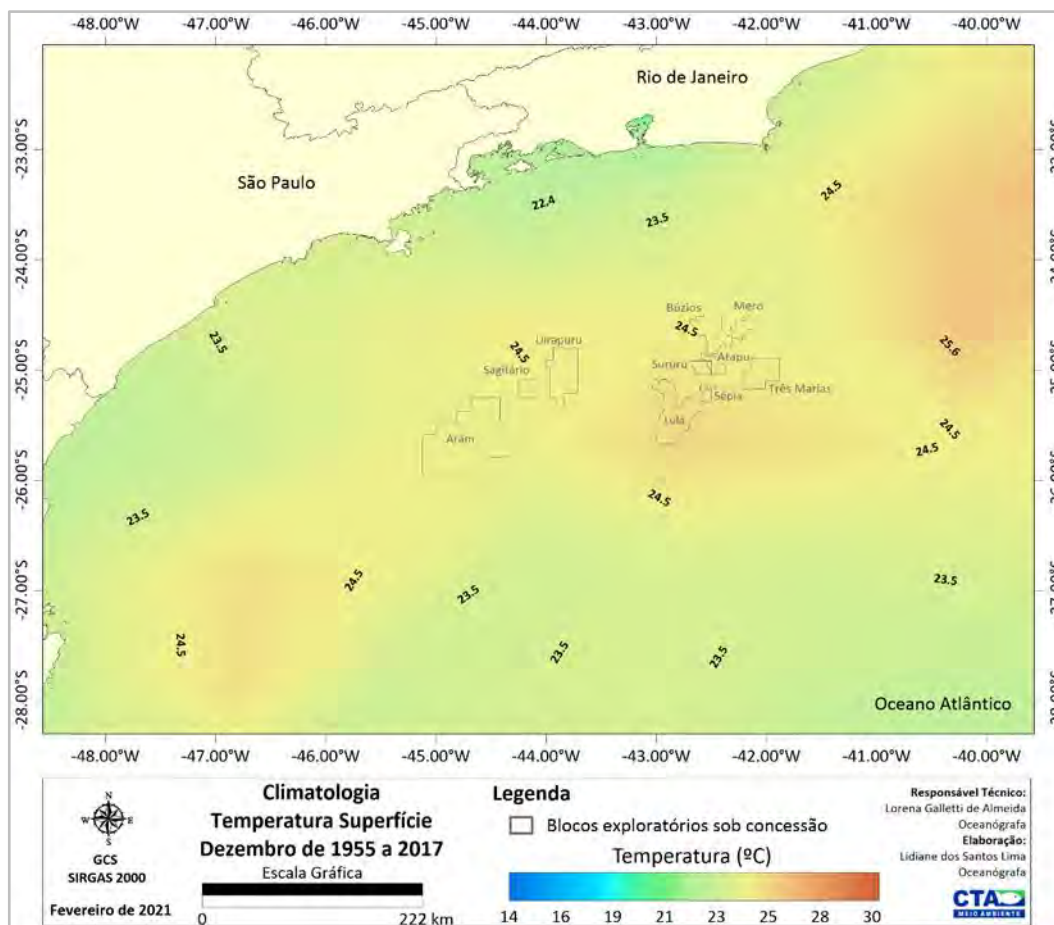 -48.00°W -47.00°W -46.00°W -45.00°W -44.00°W -43.00°W -42.00°W -41.00°W -40.00°W
Rio de Janeiro
-23.00°S
São Paulo
22.4
23.5
24.5
-24.00°S
Búzios
Mero
24.5
23.5
24.5
Uirapuru
25.6
Atapu
Sururu
Sagitário
-25.00°S
Três Marias
Sépia
Lula
Aram
24.5
24.5
-26.00°S
24.5
23.5
24.5
23.5
23.5
-27.00°S
24.5
23.5
23.5
-28.00°S
Oceano Atlântico
-48.00°W -47.00°W -46.00°W -45.00°W -44.00°W -43.00°W -42.00°W -41.00°W -40.00°W
N
W E
S
GCS
SIRGAS 2000
Fevereiro de 2021
Climatologia
Temperatura Superfície
Dezembro de 1955 a 2017
Escala Gráfica
0 222 km
Legenda
Blocos exploratórios sob concessão
Temperatura (ºC)
14 16 19 21 23 25 28 30
Responsável Técnico:
Lorena Galletti de Almeida
Oceanógrafa
Elaboração:
Lidiane dos Santos Lima
Oceanógrafa
CTA
MEIO AMBIENTE